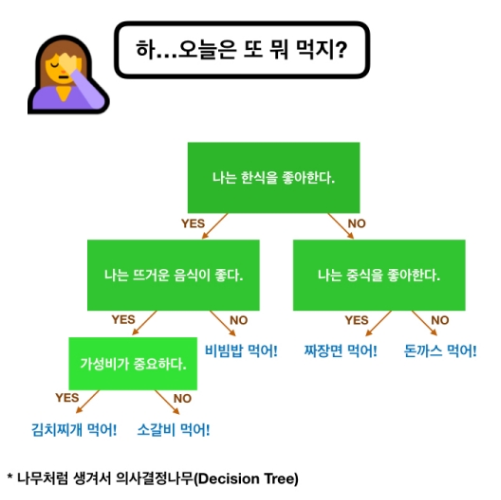 하...오늘은 또 뭐 먹지?
나는 한식을 좋아한다.
YES
NO
나는 뜨거운 음식이 좋다.
나는 중식을 좋아한다.
YES
NO
YES
NO
가성비가 중요하다.
비빔밥 먹어!
짜장면 먹어!
돈까스 먹어!
YES
NO
김치찌개 먹어!
소갈비 먹어!
* 나무처럼 생겨서 의사결정나무(Decision Tree)